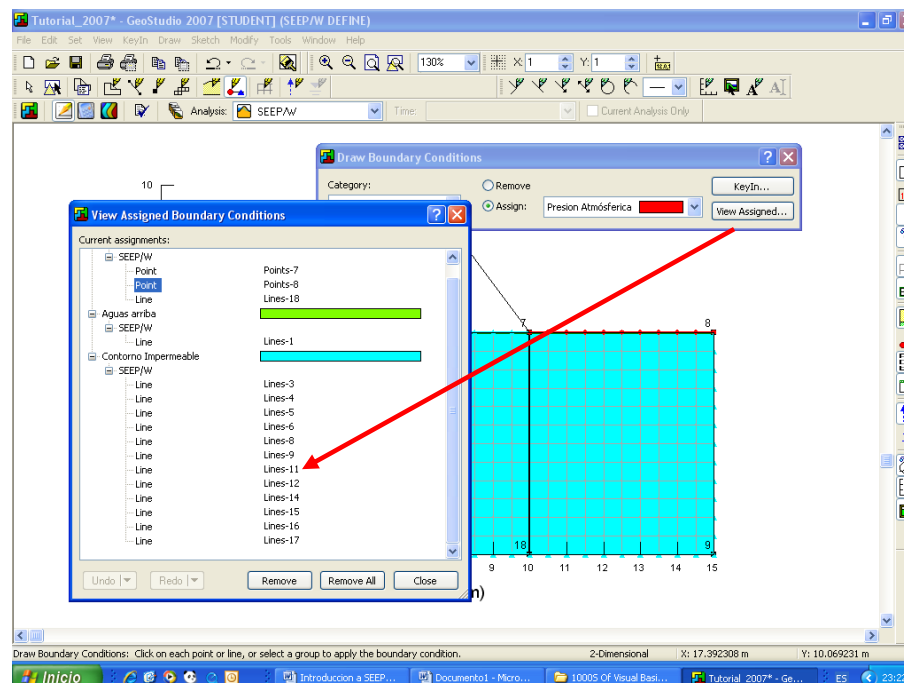 Tutorial_2007* - GeoStudio 2007 [STUDENT] (SEEP/W DEFINE)
File Edit Set View KeyIn Draw Sketch Modify Tools Window Help
130% X: 1 Y: 1
Analysis: SEEP/W Time: Current Analysis Only
Draw Boundary Conditions
Category:
Remove
Assign: Presion Atmósferica
KeyIn...
View Assigned...
10
View Assigned Boundary Conditions
Current assignments:
SEEP/W
Point Points-7
Point Points-8
Line Lines-18
Aguas arriba
SEEP/W
Line Lines-1
Contorno Impermeable
SEEP/W
Line Lines-3
Line Lines-4
Line Lines-5
Line Lines-6
Line Lines-8
Line Lines-9
Line Lines-11
Line Lines-12
Line Lines-14
Line Lines-15
Line Lines-16
Line Lines-17
Undo Redo Remove Remove All Close
7 8
18 9
9 10 11 12 13 14 15
n)
Draw Boundary Conditions: Click on each point or line, or select a group to apply the boundary condition. 2-Dimensional X: 17.392308 m Y: 10.069231 m
Inicio Introduccion a SEEP... Documento1 - Micro... 1000S Of Visual Basi... Tutorial_2007* - Ge... ES 23:22